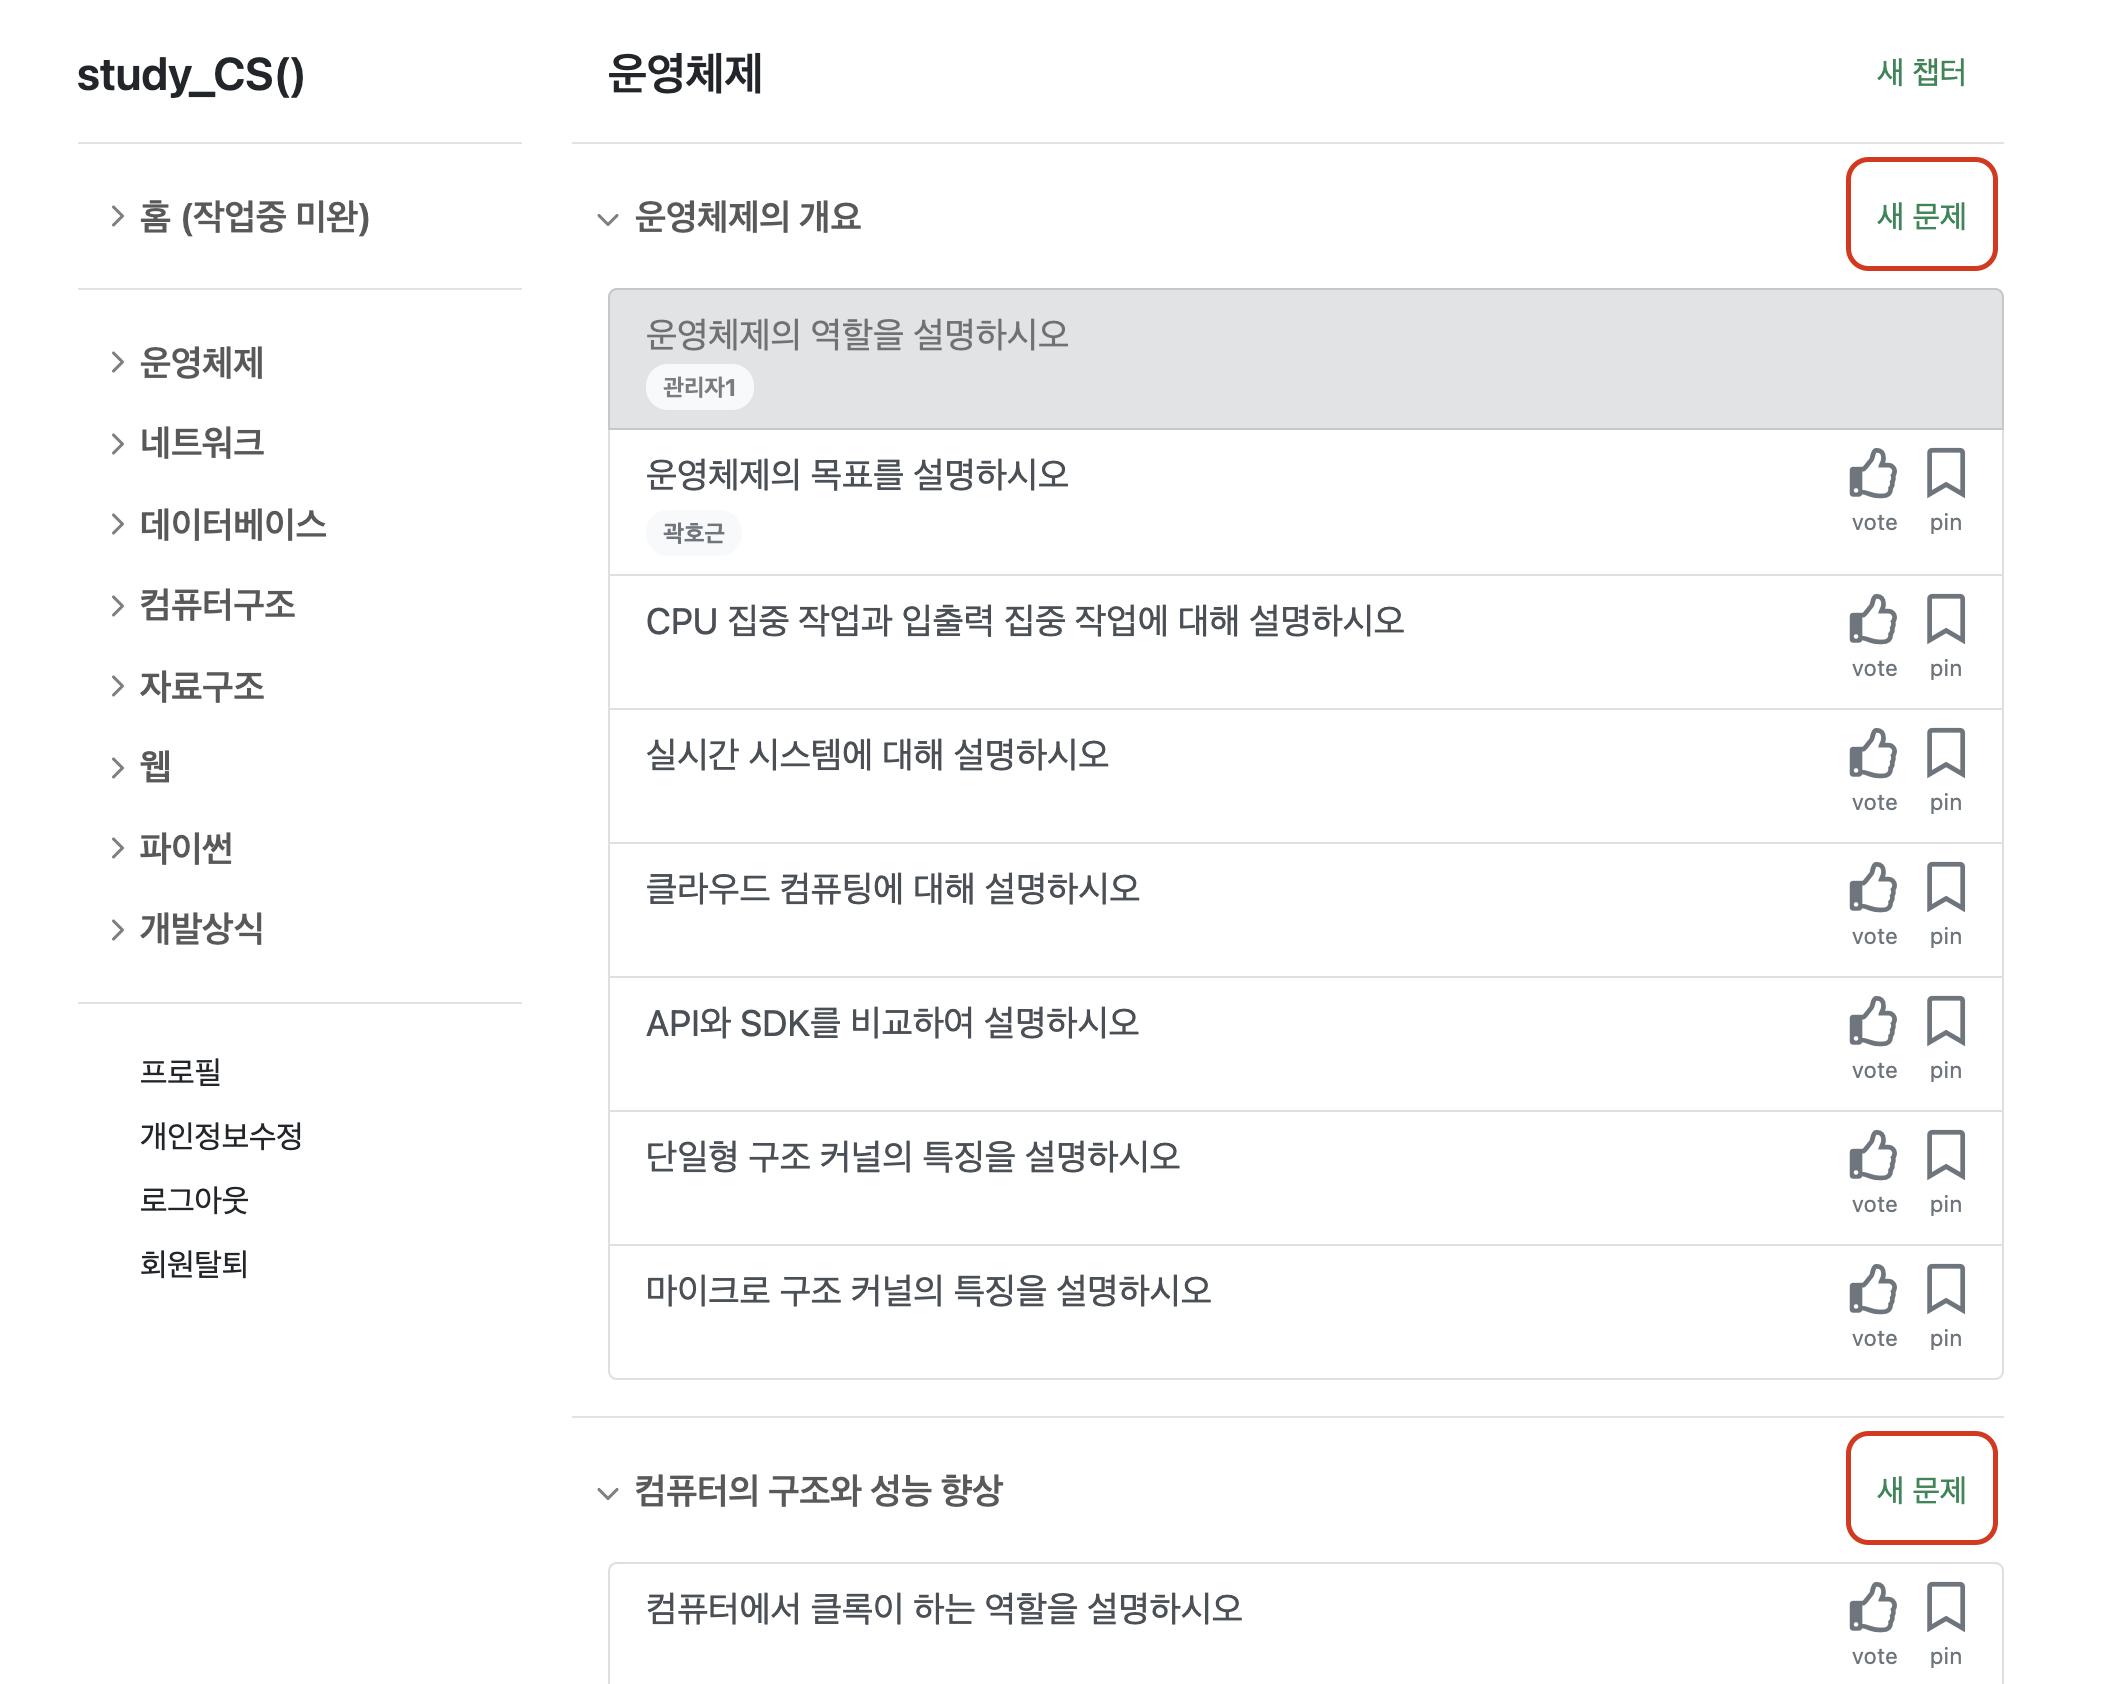 study_CS()
홈 (작업중 미완)
운영체제
네트워크
데이터베이스
컴퓨터구조
자료구조
웹
파이썬
개발상식
프로필
개인정보수정
로그아웃
회원탈퇴
운영체제 새 챕터
운영체제의 개요 새 문제
운영체제의 역할을 설명하시오
관리자1
운영체제의 목표를 설명하시오
vote pin
곽호근
CPU 집중 작업과 입출력 집중 작업에 대해 설명하시오
vote pin
실시간 시스템에 대해 설명하시오
vote pin
클라우드 컴퓨팅에 대해 설명하시오
vote pin
API와 SDK를 비교하여 설명하시오
vote pin
단일형 구조 커널의 특징을 설명하시오
vote pin
마이크로 구조 커널의 특징을 설명하시오
vote pin
컴퓨터의 구조와 성능 향상 새 문제
컴퓨터에서 클록이 하는 역할을 설명하시오
vote pin